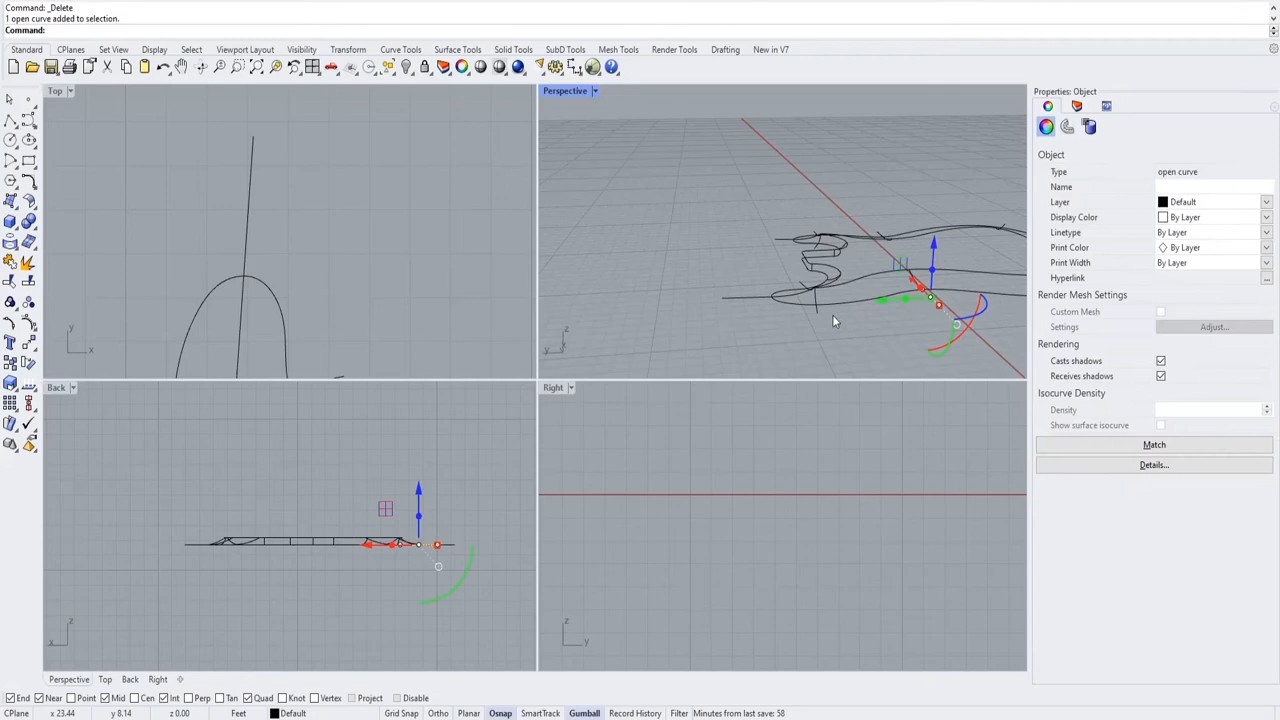 Command: _Delete
1 open curve added to selection.
Command:
Standard CPlanes Set View Display Select Viewport Layout Visibility Transform Curve Tools Surface Tools Solid Tools SubD Tools Mesh Tools Render Tools Drafting New in V7
Top
Perspective
y
x
z
y
x
Back
Right
z
x
z
y
Perspective Top Back Right
Properties: Object
Object
Type open curve
Name
Layer Default
Display Color By Layer
Linetype By Layer
Print Color By Layer
Print Width By Layer
Hyperlink ...
Render Mesh Settings
Custom Mesh
Settings Adjust...
Rendering
Casts shadows
Receives shadows
Isocurve Density
Density
Show surface isocurve
Match
Details...
End Near Point Mid Cen Int Perp Tan Quad Knot Vertex Project Disable
CPlane x 23.44 y 8.14 z 0.00 Feet Default Grid Snap Ortho Planar Osnap SmartTrack Gumball Record History Filter Minutes from last save: 58